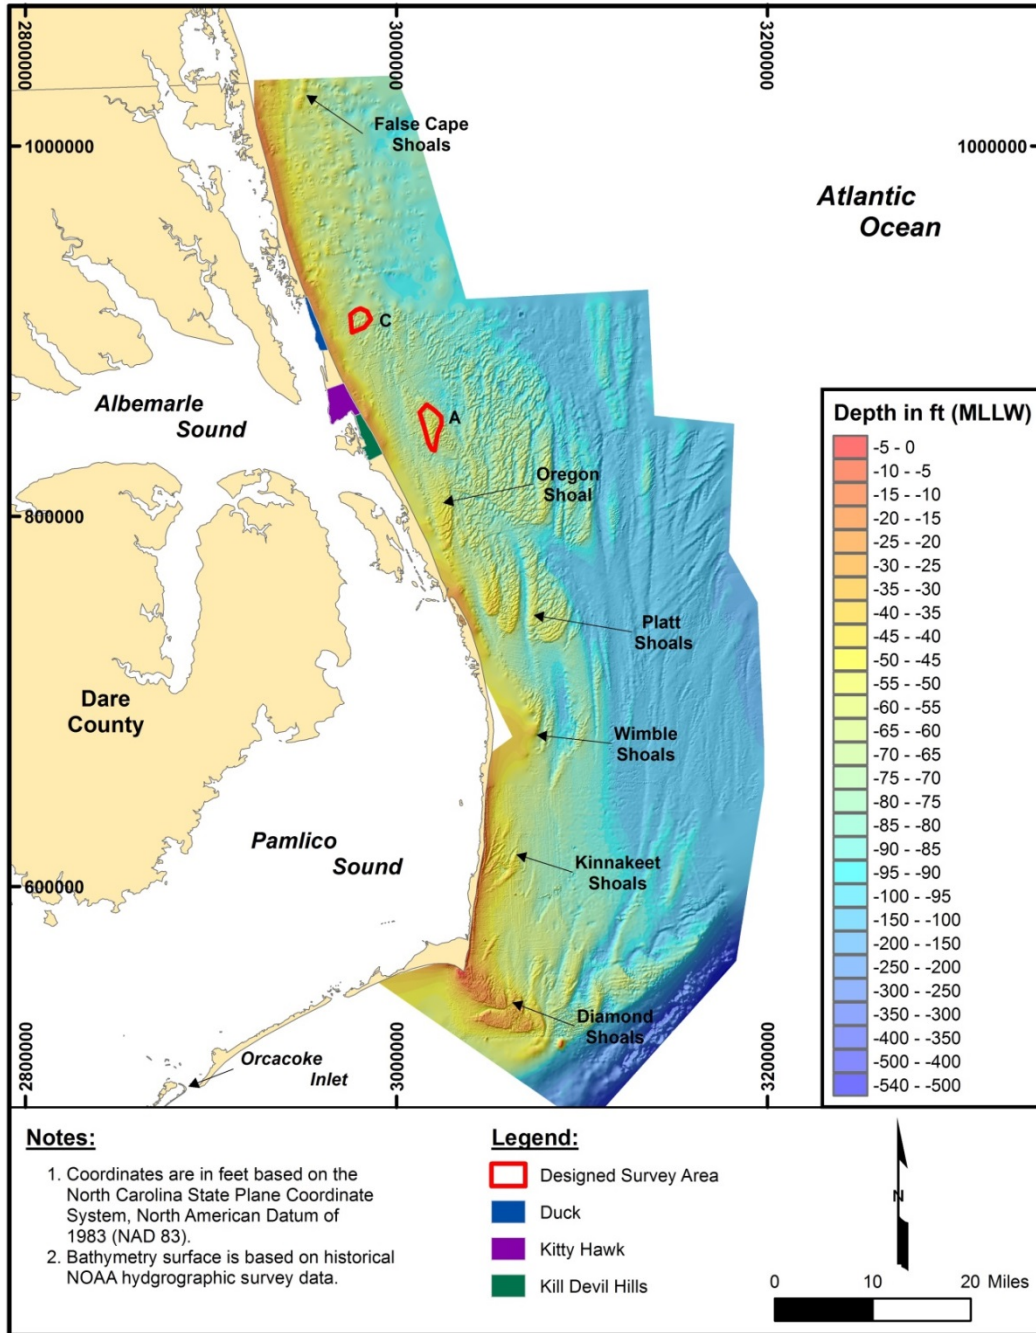 2800000
3000000
3200000
False Cape
Shoals
1000000
1000000
Atlantic
Ocean
C
A
Albemarle
Sound
Oregon
Shoal
800000
Platt
Shoals
Dare
County
Wimble
Shoals
Pamlico
Sound
Kinnakeet
Shoals
600000
Diamond
Shoals
Orcacoke
Inlet
2800000
3000000
3200000
Depth in ft (MLLW)
-5 - 0
-10 - -5
-15 - -10
-20 - -15
-25 - -20
-30 - -25
-35 - -30
-40 - -35
-45 - -40
-50 - -45
-55 - -50
-60 - -55
-65 - -60
-70 - -65
-75 - -70
-80 - -75
-85 - -80
-90 - -85
-95 - -90
-100 - -95
-150 - -100
-200 - -150
-250 - -200
-300 - -250
-350 - -300
-400 - -350
-500 - -400
-540 - -500
Notes:
1. Coordinates are in feet based on the
North Carolina State Plane Coordinate
System, North American Datum of
1983 (NAD 83).
2. Bathymetry surface is based on historical
NOAA hydgrographic survey data.
Legend:
Designed Survey Area
Duck
Kitty Hawk
Kill Devil Hills
N
0 10 20 Miles